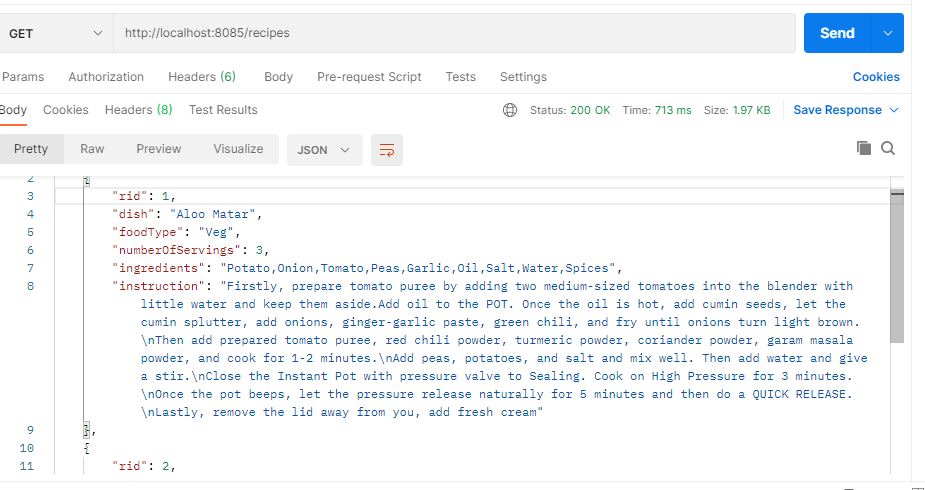 GET http://localhost:8085/recipes Send
Params Authorization Headers (6) Body Pre-request Script Tests Settings Cookies
Body Cookies Headers (8) Test Results Status: 200 OK Time: 713 ms Size: 1.97 KB Save Response
Pretty Raw Preview Visualize JSON
2 {
3 "rid": 1,
4 "dish": "Aloo Matar",
5 "foodType": "Veg",
6 "numberOfServings": 3,
7 "ingredients": "Potato,Onion,Tomato,Peas,Garlic,Oil,Salt,Water,Spices",
8 "instruction": "Firstly, prepare tomato puree by adding two medium-sized tomatoes into the blender with
little water and keep them aside.Add oil to the POT. Once the oil is hot, add cumin seeds, let the
cumin splutter, add onions, ginger-garlic paste, green chili, and fry until onions turn light brown.
\nThen add prepared tomato puree, red chili powder, turmeric powder, coriander powder, garam masala
powder, and cook for 1-2 minutes.\nAdd peas, potatoes, and salt and mix well. Then add water and give
a stir.\nClose the Instant Pot with pressure valve to Sealing. Cook on High Pressure for 3 minutes.
\nOnce the pot beeps, let the pressure release naturally for 5 minutes and then do a QUICK RELEASE.
\nLastly, remove the lid away from you, add fresh cream"
9 },
10 {
11 "rid": 2,